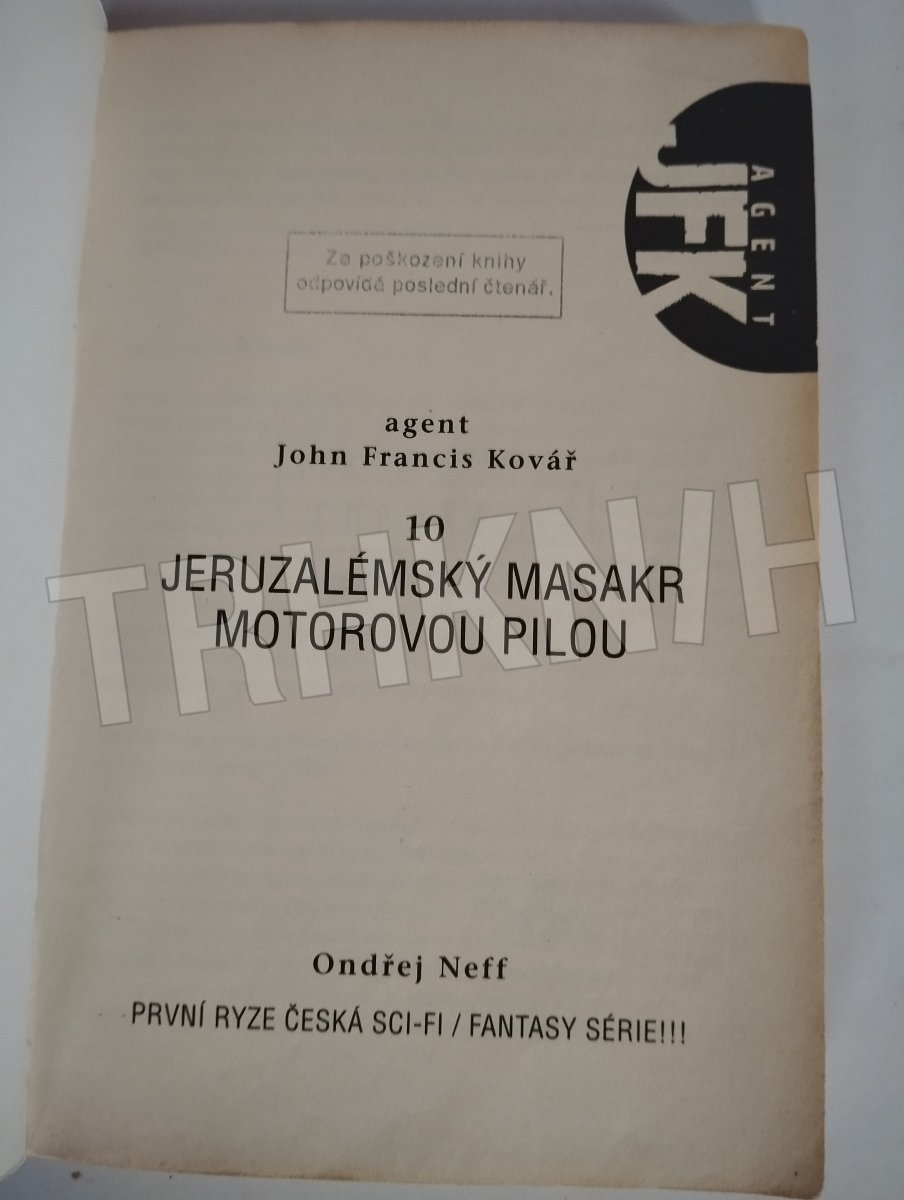 JFK
AGENT
Za poškození knihy
odpovídá poslední čtenář.
agent
John Francis Kovář
10
JERUZALÉMSKÝ MASAKR
MOTOROVOU PILOU
TRHKNIH
Ondřej Neff
PRVNÍ RYZE ČESKÁ SCI-FI / FANTASY SÉRIE!!!